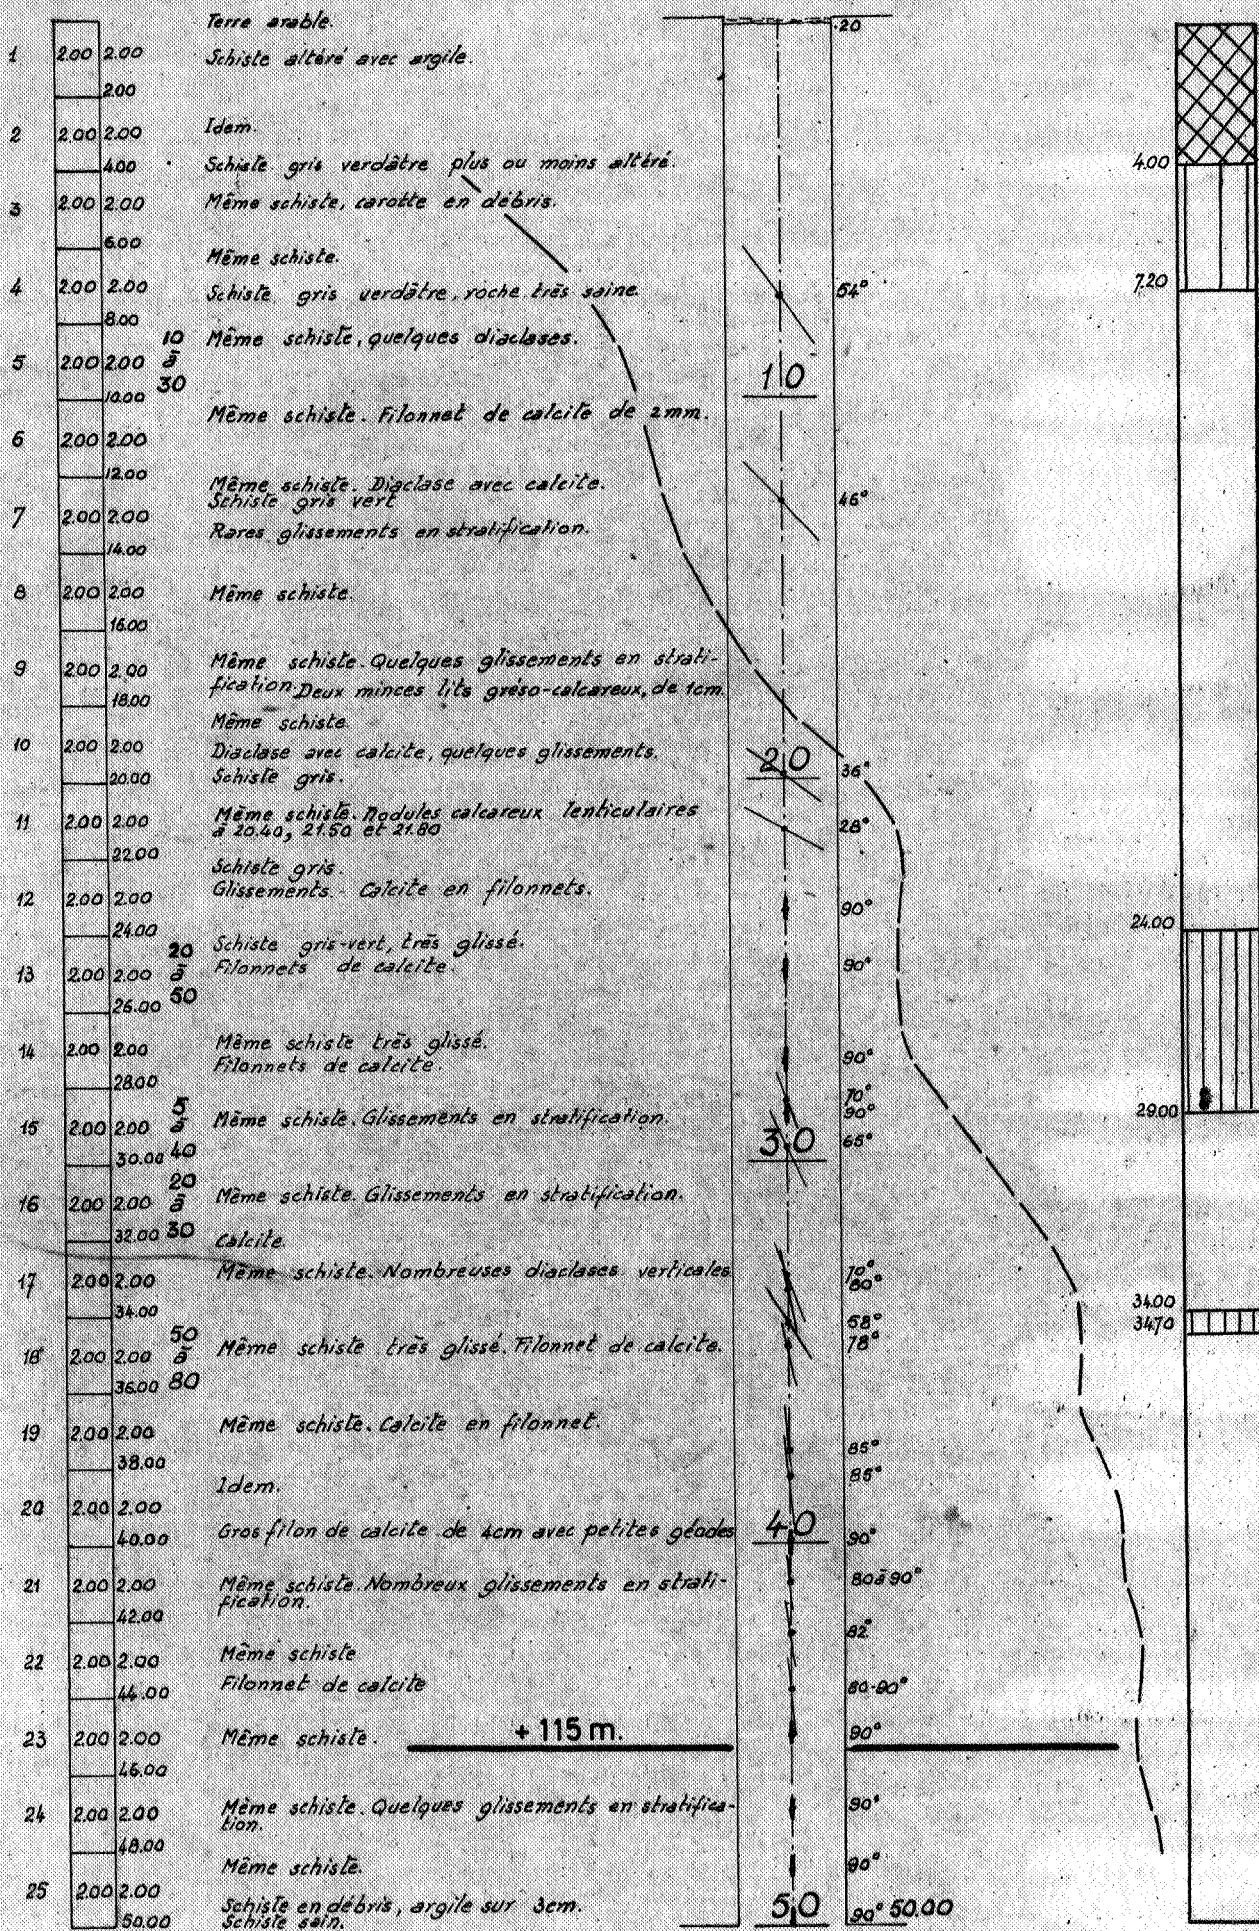 Terre arable.
.20
1 2.00 2.00 Schiste altéré avec argile.
2.00
2 2.00 2.00 Idem.
4.00 Schiste gris verdâtre plus ou moins altéré.
4.00
3 2.00 2.00 Même schiste, carotte en débris.
6.00
Même schiste.
4 2.00 2.00 Schiste gris verdâtre, roche très saine.
54°
7.20
8.00
10 à 30
Même schiste, quelques diaclases.
5 2.00 2.00
10
10.00
Même schiste. Filonnet de calcite de 2mm.
6 2.00 2.00
12.00
Même schiste. Diaclase avec calcite.
Schiste gris vert
46°
7 2.00 2.00
Rares glissements en stratification.
14.00
8 2.00 2.00 Même schiste.
16.00
9 2.00 2.00 Même schiste. Quelques glissements en strati-
fication Deux minces lits gréso-calcareux, de 1cm.
18.00
Même schiste
10 2.00 2.00 Diaclase avec calcite, quelques glissements.
20
36°
20.00 Schiste gris.
11 2.00 2.00 Même schiste. Nodules calcareux lenticulaires
à 20.40, 21.50 et 21.80
28°
22.00
Schiste gris.
12 2.00 2.00 Glissements - Calcite en filonnets.
90°
24.00
24.00
20 à 50
Schiste gris-vert, très glissé.
13 2.00 2.00 Filonnets de calcite.
90°
26.00
14 2.00 2.00 Même schiste très glissé.
Filonnets de calcite.
90°
28.00
70°
5 à 40
15 2.00 2.00 Même schiste. Glissements en stratification.
90°
29.00
30
65°
30.00
20 à 30
16 2.00 2.00 Même schiste. Glissements en stratification.
32.00
Calcite.
17 2.00 2.00 Même schiste. Nombreuses diaclases verticales
70°
80°
34.00
34.00
68°
34.70
50 à 80
78°
18 2.00 2.00 Même schiste très glissé. Filonnet de calcite.
36.00
19 2.00 2.00 Même schiste. Calcite en filonnet.
85°
38.00
86°
Idem.
20 2.00 2.00
40.00 Gros filon de calcite de 4cm avec petites géodes
40
90°
21 2.00 2.00 Même schiste. Nombreux glissements en strati-
fication.
80 à 90°
42.00
82°
22 2.00 2.00 Même schiste
44.00 Filonnet de calcite
80-90°
23 2.00 2.00 Même schiste.
+ 115 m.
90°
46.00
24 2.00 2.00 Même schiste. Quelques glissements en stratifica-
tion.
90°
48.00
Même schiste.
90°
25 2.00 2.00 Schiste en débris, argile sur 3cm.
50
90° 50.00
50.00 Schiste sain.